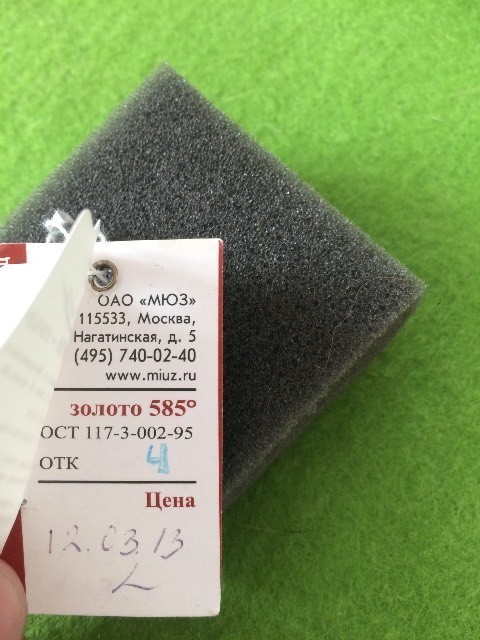 ОАО «МЮЗ»
115533, Москва,
Нагатинская, д. 5
(495) 740-02-40
www.miuz.ru
золото 585°
ОСТ 117-3-002-95
ОТК 4
Цена
12.03.13